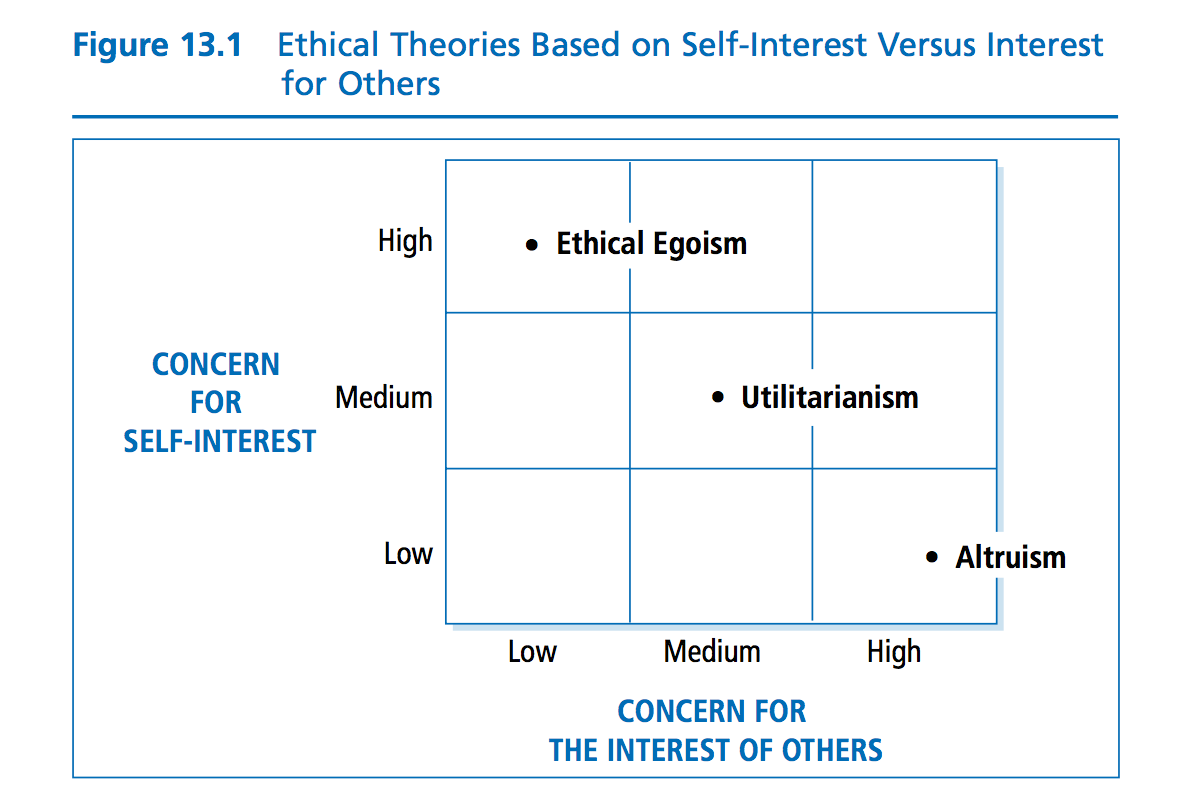 Figure 13.1 Ethical Theories Based on Self-Interest Versus Interest
for Others
High
• Ethical Egoism
CONCERN
FOR
SELF-INTEREST
Medium
• Utilitarianism
Low
• Altruism
Low Medium High
CONCERN FOR
THE INTEREST OF OTHERS